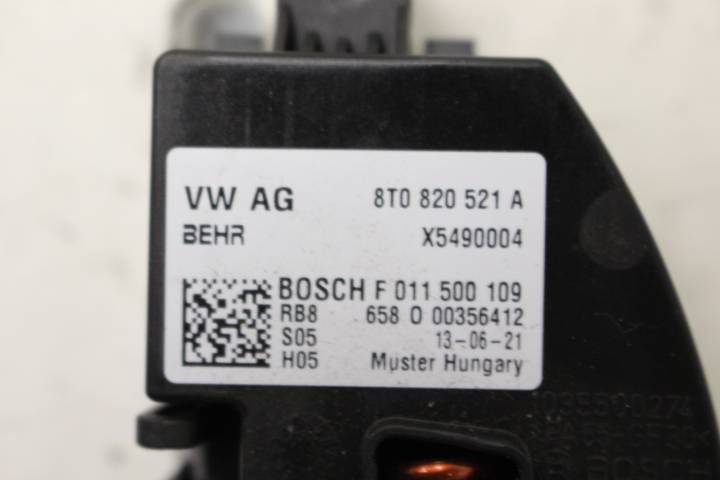 VW AG 8T0 820 521 A
BEHR X5490004
BOSCH F 011 500 109
RB8 658 0 00356412
S05 13-06-21
H05 Muster Hungary
BOSCH